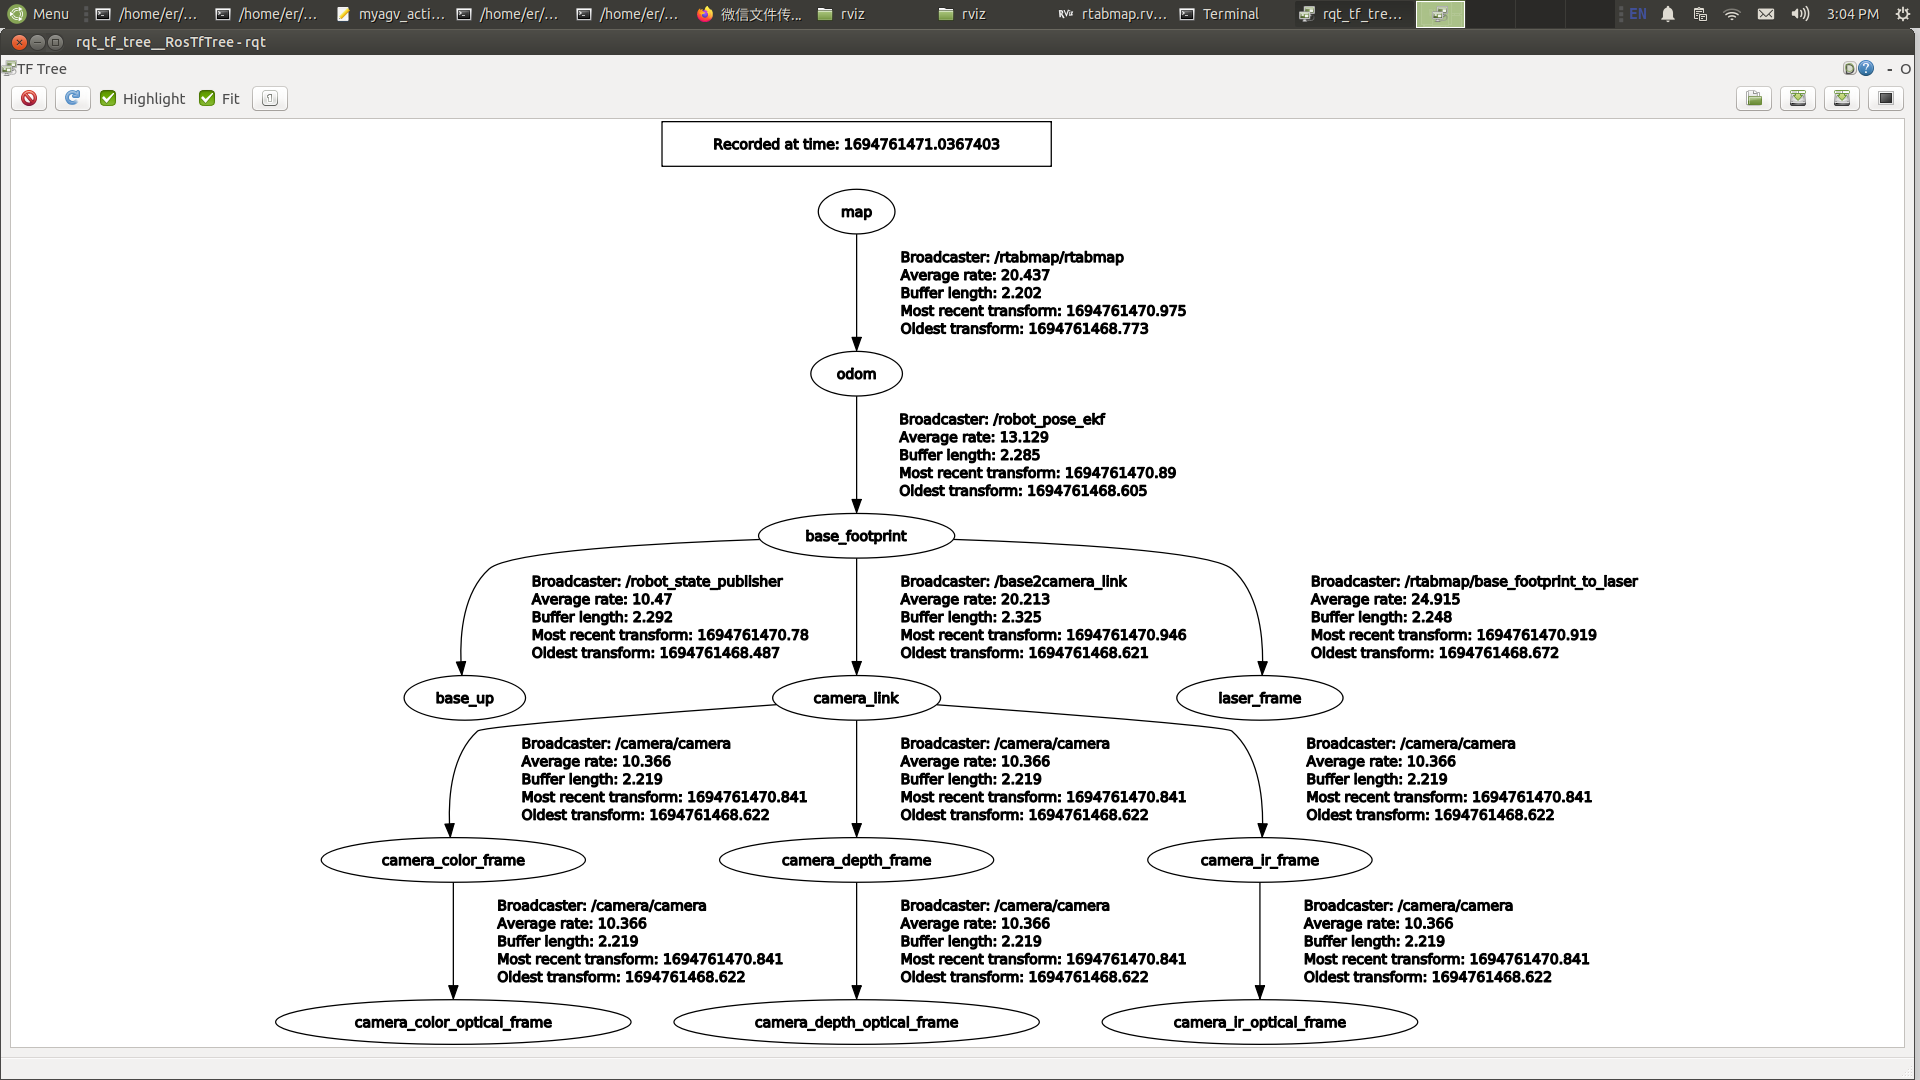 Menu
/home/er/...
/home/er/...
myagv_acti...
/home/er/...
/home/er/...
微信文件传...
rviz
rviz
RViz
rtabmap.rv...
Terminal
rqt_tf_tre...
EN
3:04 PM
rqt_tf_tree__RosTfTree - rqt
TF Tree
D
?
- O
Highlight
Fit
Recorded at time: 1694761471.0367403
map
Broadcaster: /rtabmap/rtabmap
Average rate: 20.437
Buffer length: 2.202
Most recent transform: 1694761470.975
Oldest transform: 1694761468.773
odom
Broadcaster: /robot_pose_ekf
Average rate: 13.129
Buffer length: 2.285
Most recent transform: 1694761470.89
Oldest transform: 1694761468.605
base_footprint
Broadcaster: /robot_state_publisher
Average rate: 10.47
Buffer length: 2.292
Most recent transform: 1694761470.78
Oldest transform: 1694761468.487
Broadcaster: /base2camera_link
Average rate: 20.213
Buffer length: 2.325
Most recent transform: 1694761470.946
Oldest transform: 1694761468.621
Broadcaster: /rtabmap/base_footprint_to_laser
Average rate: 24.915
Buffer length: 2.248
Most recent transform: 1694761470.919
Oldest transform: 1694761468.672
base_up
camera_link
laser_frame
Broadcaster: /camera/camera
Average rate: 10.366
Buffer length: 2.219
Most recent transform: 1694761470.841
Oldest transform: 1694761468.622
Broadcaster: /camera/camera
Average rate: 10.366
Buffer length: 2.219
Most recent transform: 1694761470.841
Oldest transform: 1694761468.622
Broadcaster: /camera/camera
Average rate: 10.366
Buffer length: 2.219
Most recent transform: 1694761470.841
Oldest transform: 1694761468.622
camera_color_frame
camera_depth_frame
camera_ir_frame
Broadcaster: /camera/camera
Average rate: 10.366
Buffer length: 2.219
Most recent transform: 1694761470.841
Oldest transform: 1694761468.622
Broadcaster: /camera/camera
Average rate: 10.366
Buffer length: 2.219
Most recent transform: 1694761470.841
Oldest transform: 1694761468.622
Broadcaster: /camera/camera
Average rate: 10.366
Buffer length: 2.219
Most recent transform: 1694761470.841
Oldest transform: 1694761468.622
camera_color_optical_frame
camera_depth_optical_frame
camera_ir_optical_frame